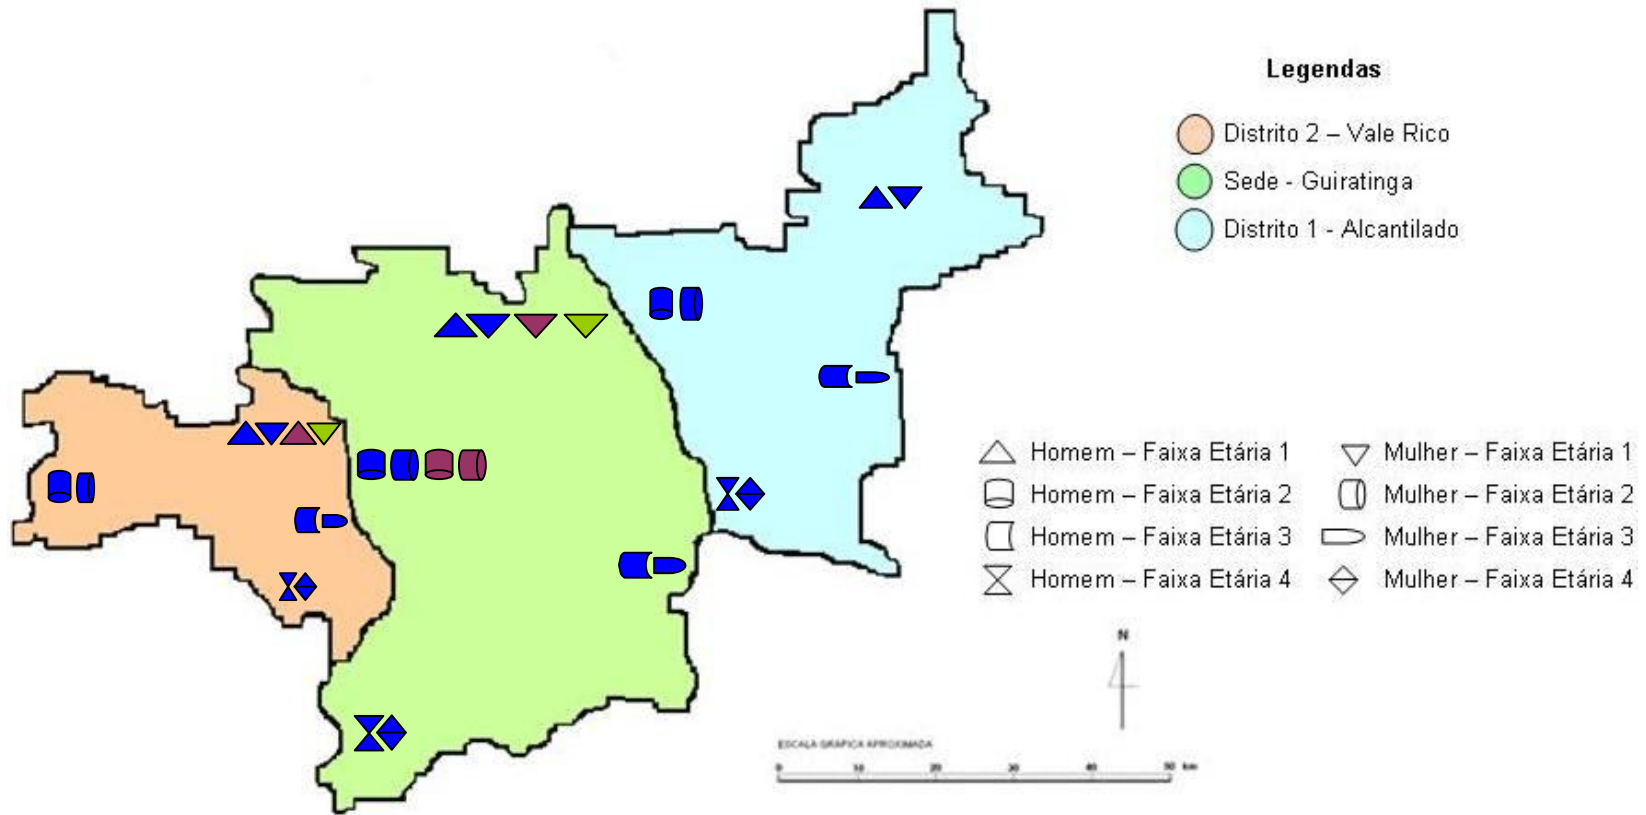 Legendas
Distrito 2 – Vale Rico
Sede - Guiratinga
Distrito 1 - Alcantilado
Homem – Faixa Etária 1
Mulher – Faixa Etária 1
Homem – Faixa Etária 2
Mulher – Faixa Etária 2
Homem – Faixa Etária 3
Mulher – Faixa Etária 3
Homem – Faixa Etária 4
Mulher – Faixa Etária 4
N
ESCALA GRÁFICA APROXIMADA
0 10 20 30 40 50 km